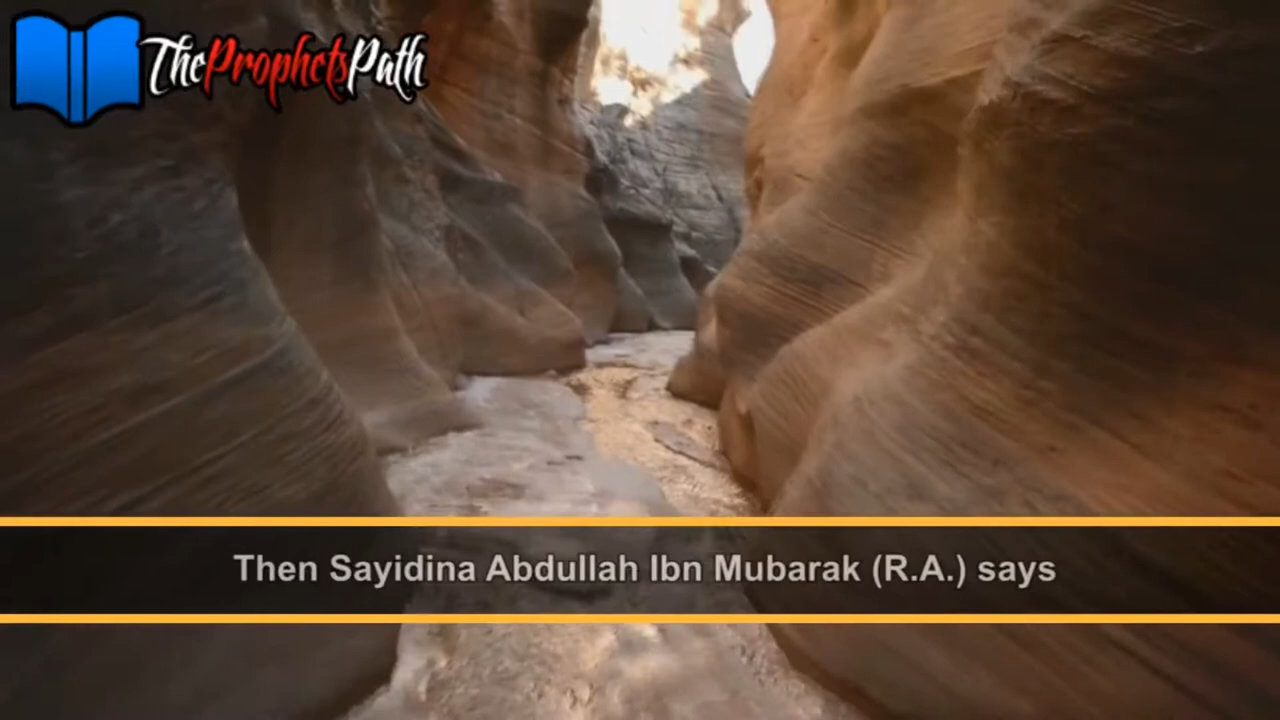 TheProphetsPath
Then Sayidina Abdullah Ibn Mubarak (R.A.) says